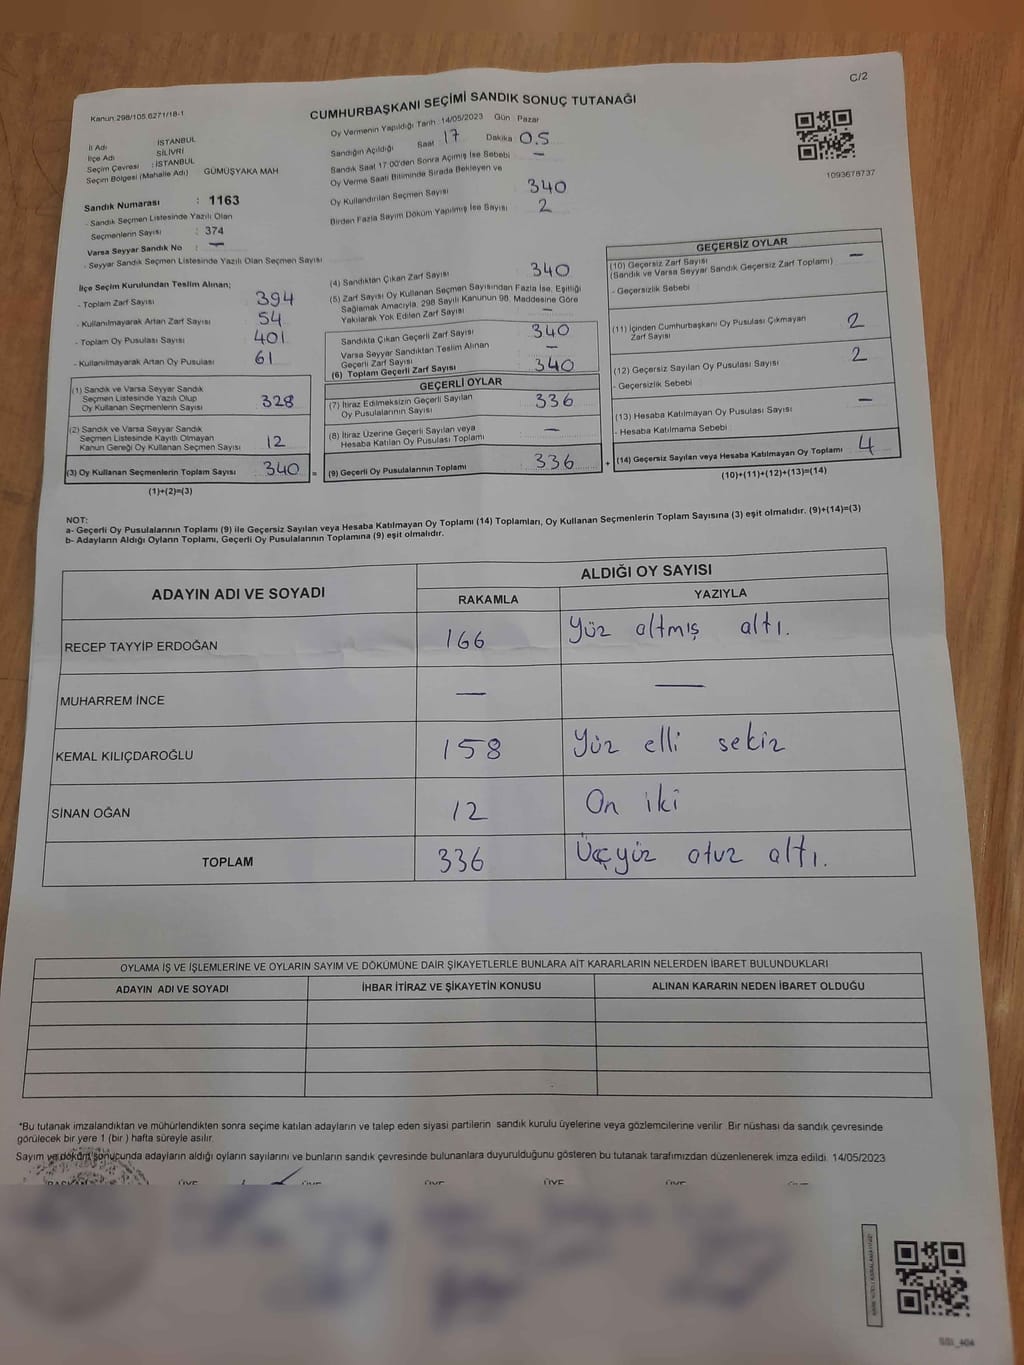 C/2
Kanun 298/105.6271/18-1
CUMHURBAŞKANI SEÇİMİ SANDIK SONUÇ TUTANAĞI
İl Adı İSTANBUL
İlçe Adı SİLİVRİ
Seçim Çevresi : İSTANBUL
Seçim Bölgesi (Mahalle Adı) GÜMÜŞYAKA MAH
Sandık Numarası : 1163
- Sandık Seçmen Listesinde Yazılı Olan
Seçmenlerin Sayısı : 374
Varsa Seyyar Sandık No : —
- Seyyar Sandık Seçmen Listesinde Yazılı Olan Seçmen Sayısı
Oy Vermenin Yapıldığı Tarih :14/05/2023 Gün : Pazar
Sandığın Açıldığı Saat 17 Dakika 05
Sandık Saat 17:00'den Sonra Açımış İse Sebebi —
Oy Verme Saati Bitiminde Sırada Bekleyen ve
Oy Kullandırılan Seçmen Sayısı 340
Birden Fazla Sayım Döküm Yapılmış İse Sayısı 2
1093678737
İlçe Seçim Kurulundan Teslim Alınan;
- Toplam Zarf Sayısı 394
- Kullanılmayarak Artan Zarf Sayısı 54
- Toplam Oy Pusulası Sayısı 401
- Kullanılmayarak Artan Oy Pusulası 61
(1) Sandık ve Varsa Seyyar Sandık
Seçmen Listesinde Yazılı Olup
Oy Kullanan Seçmenlerin Sayısı 328
(2) Sandık ve Varsa Seyyar Sandık
Seçmen Listesinde Kayıtlı Olmayan
Kanun Gereği Oy Kullanan Seçmen Sayısı 12
(3) Oy Kullanan Seçmenlerin Toplam Sayısı 340 =
(1)+(2)=(3)
(4) Sandıktan Çıkan Zarf Sayısı 340
(5) Zarf Sayısı Oy Kullanan Seçmen Sayısından Fazla İse, Eşitliği
Sağlamak Amacıyla, 298 Sayılı Kanunun 98. Maddesine Göre
Yakılarak Yok Edilen Zarf Sayısı —
Sandıkta Çıkan Geçerli Zarf Sayısı 340
Varsa Seyyar Sandıktan Teslim Alınan
Geçerli Zarf Sayısı —
(6) Toplam Geçerli Zarf Sayısı 340
GEÇERLİ OYLAR
(7) İtiraz Edilmeksizin Geçerli Sayılan
Oy Pusulalarının Sayısı 336
(8) İtiraz Üzerine Geçerli Sayılan veya
Hesaba Katılan Oy Pusulası Toplamı —
(9) Geçerli Oy Pusulalarının Toplamı 336 +
GEÇERSİZ OYLAR
(10) Geçersiz Zarf Sayısı —
(Sandık ve Varsa Seyyar Sandık Geçersiz Zarf Toplamı)
- Geçersizlik Sebebi
(11) İçinden Cumhurbaşkanı Oy Pusulası Çıkmayan
Zarf Sayısı 2
(12) Geçersiz Sayılan Oy Pusulası Sayısı 2
- Geçersizlik Sebebi
(13) Hesaba Katılmayan Oy Pusulası Sayısı —
- Hesaba Katılmama Sebebi
(14) Geçersiz Sayılan veya Hesaba Katılmayan Oy Toplamı 4
(10)+(11)+(12)+(13)=(14)
NOT:
a- Geçerli Oy Pusulalarının Toplamı (9) ile Geçersiz Sayılan veya Hesaba Katılmayan Oy Toplamı (14) Toplamları, Oy Kullanan Seçmenlerin Toplam Sayısına (3) eşit olmalıdır. (9)+(14)=(3)
b- Adayların Aldığı Oyların Toplamı, Geçerli Oy Pusulalarının Toplamına (9) eşit olmalıdır.
ADAYIN ADI VE SOYADI ALDIĞI OY SAYISI
RAKAMLA YAZIYLA
RECEP TAYYİP ERDOĞAN 166 Yüz altmış altı.
MUHARREM İNCE — —
KEMAL KILIÇDAROĞLU 158 Yüz elli sekiz
SİNAN OĞAN 12 On iki
TOPLAM 336 Üçyüz otuz altı.
OYLAMA İŞ VE İŞLEMLERİNE VE OYLARIN SAYIM VE DÖKÜMÜNE DAİR ŞİKAYETLERLE BUNLARA AİT KARARLARIN NELERDEN İBARET BULUNDUKLARI
ADAYIN ADI VE SOYADI İHBAR İTİRAZ VE ŞİKAYETİN KONUSU ALINAN KARARIN NEDEN İBARET OLDUĞU
*Bu tutanak imzalandıktan ve mühürlendikten sonra seçime katılan adayların ve talep eden siyasi partilerin sandık kurulu üyelerine veya gözlemcilerine verilir. Bir nüshası da sandık çevresinde
görülecek bir yere 1 (bir ) hafta süreyle asılır.
Sayım ve döküm sonucunda adayların aldığı oyların sayılarını ve bunların sandık çevresinde bulunanlara duyurulduğunu gösteren bu tutanak tarafımızdan düzenlenerek imza edildi. 14/05/2023
BAŞKAN ÜYE ÜYE ÜYE ÜYE ÜYE